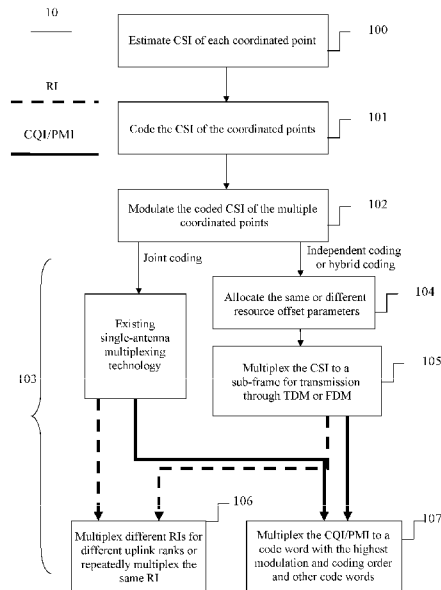 10
Estimate CSI of each coordinated point
100
RI
CQI/PMI
Code the CSI of the coordinated points
101
Modulate the coded CSI of the multiple
coordinated points
102
Joint coding
Independent coding
or hybrid coding
Allocate the same or different
resource offset parameters
104
Existing
single-antenna
multiplexing
technology
Multiplex the CSI to a
sub-frame for transmission
through TDM or FDM
105
103
106
107
Multiplex different RIs for
different uplink ranks or
repeatedly multiplex the
same RI
Multiplex the CQI/PMI to a
code word with the highest
modulation and coding order
and other code words